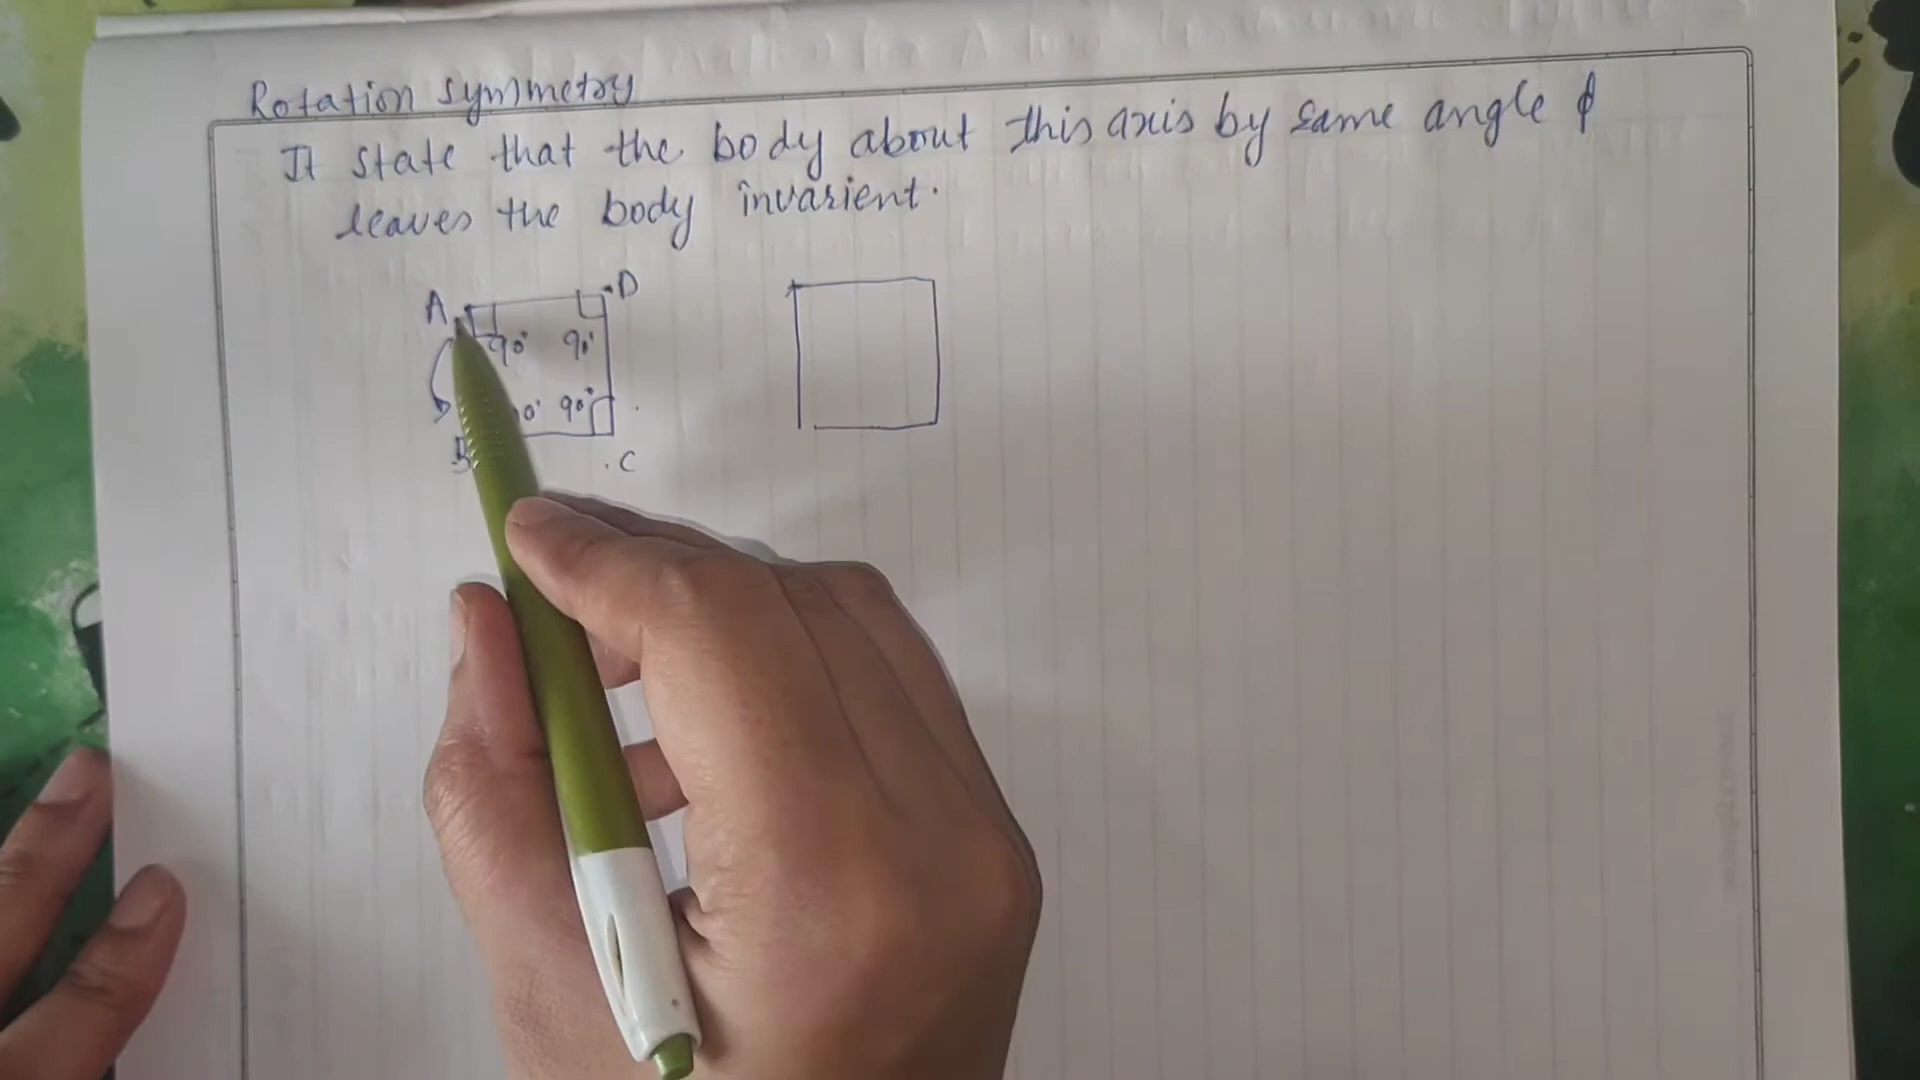 Rotation symmetry
It state that the body about this axis by same angle ϕ
leaves the body invarient.
A D
90° 90°
0° 90°
B .C